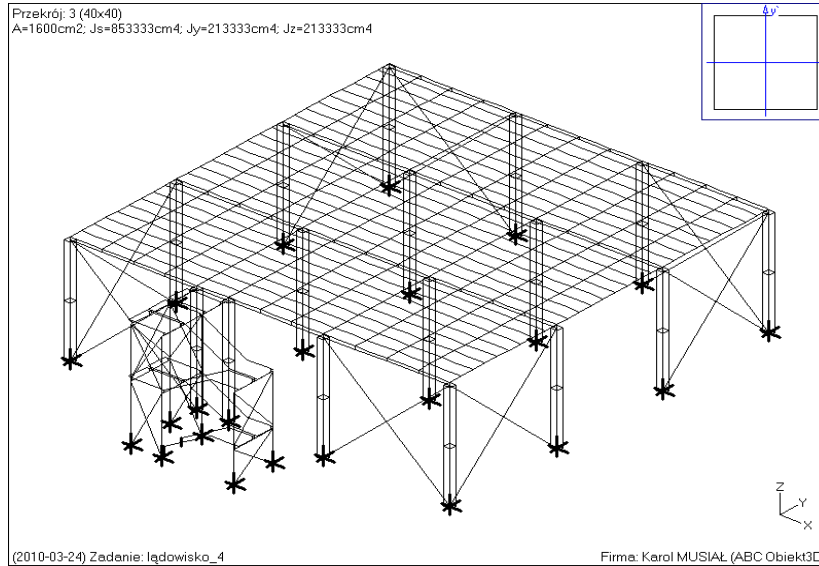 Przekrój: 3 (40x40)
A=1600cm2; Js=853333cm4; Jy=213333cm4; Jz=213333cm4
y'
Z
Y
X
(2010-03-24) Zadanie: lądowisko_4
Firma: Karol MUSIAŁ (ABC Obiekt3D